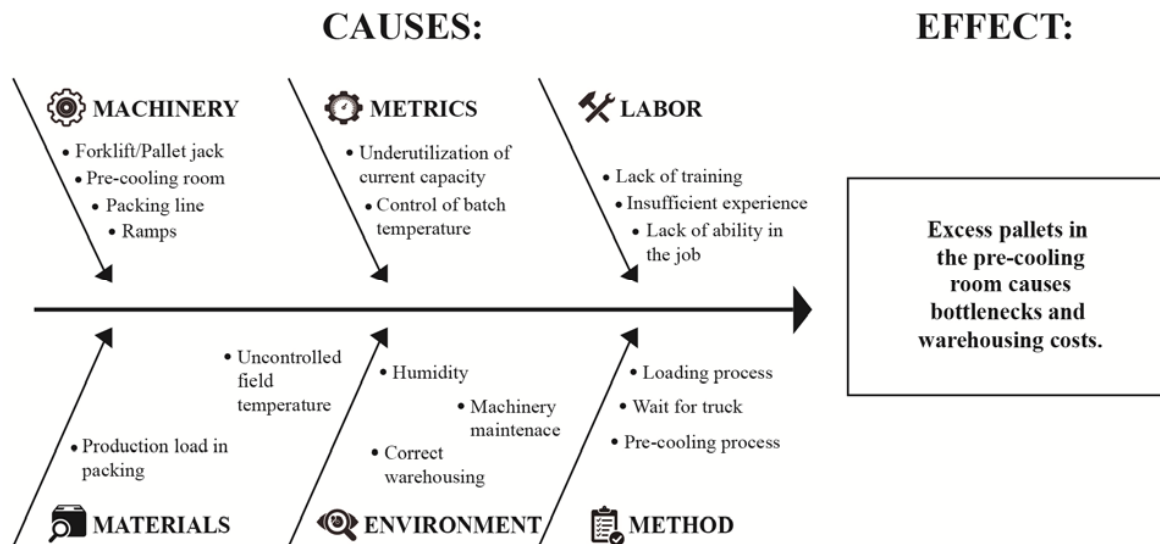 CAUSES:
EFFECT:
MACHINERY
• Forklift/Pallet jack
• Pre-cooling room
• Packing line
• Ramps
METRICS
• Underutilization of
current capacity
• Control of batch
temperature
LABOR
• Lack of training
• Insufficient experience
• Lack of ability in
the job
Excess pallets in
the pre-cooling
room causes
bottlenecks and
warehousing costs.
• Uncontrolled
field
temperature
• Production load in
packing
MATERIALS
• Humidity
• Machinery
maintenace
• Correct
warehousing
ENVIRONMENT
• Loading process
• Wait for truck
• Pre-cooling process
METHOD